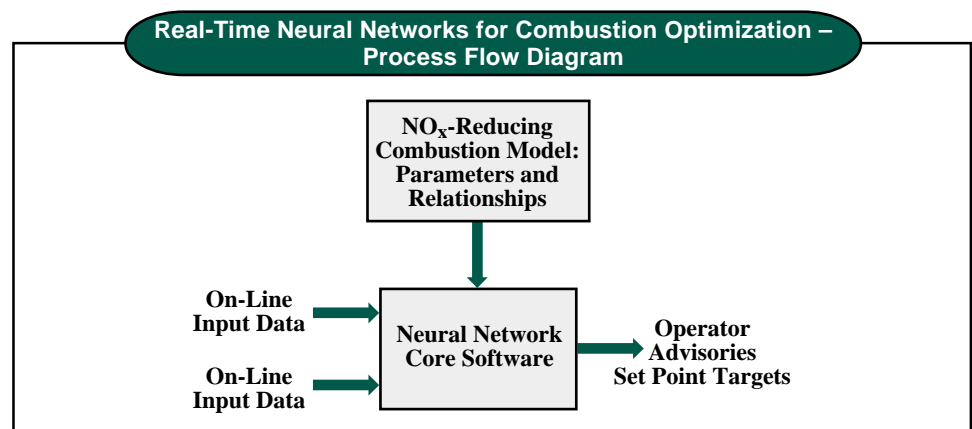 Real-Time Neural Networks for Combustion Optimization –
Process Flow Diagram
NOx-Reducing
Combustion Model:
Parameters and
Relationships
On-Line
Input Data
Neural Network
Core Software
Operator
Advisories
Set Point Targets
On-Line
Input Data